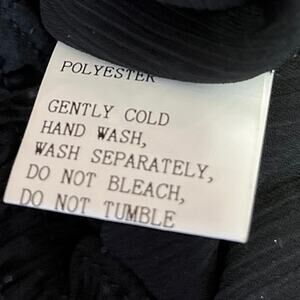 POLYESTER
GENTLY COLD
HAND WASH,
WASH SEPARATELY,
DO NOT BLEACH,
DO NOT TUMBLE